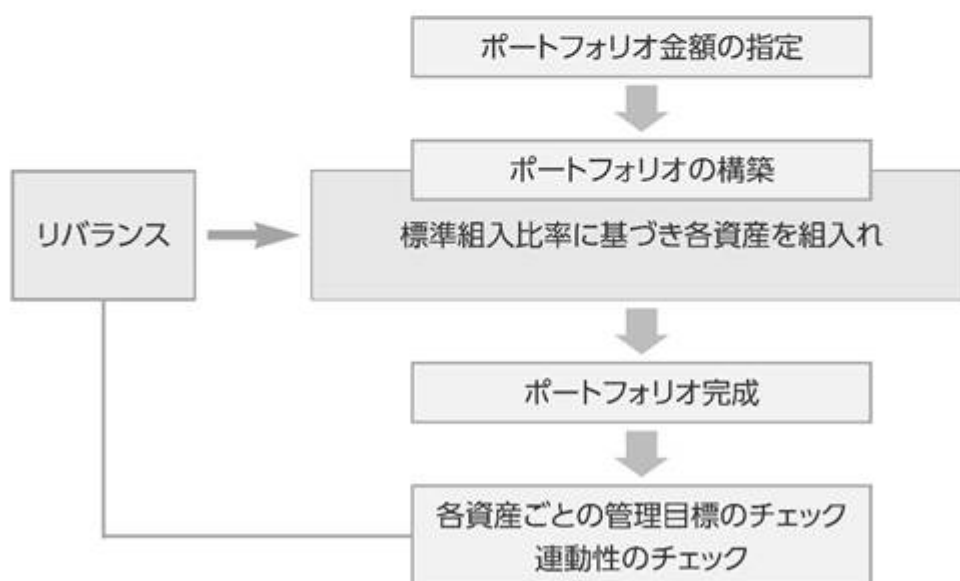 ポートフォリオ金額の指定
ポートフォリオの構築
リバランス
標準組入比率に基づき各資産を組入れ
ポートフォリオ完成
各資産ごとの管理目標のチェック
連動性のチェック